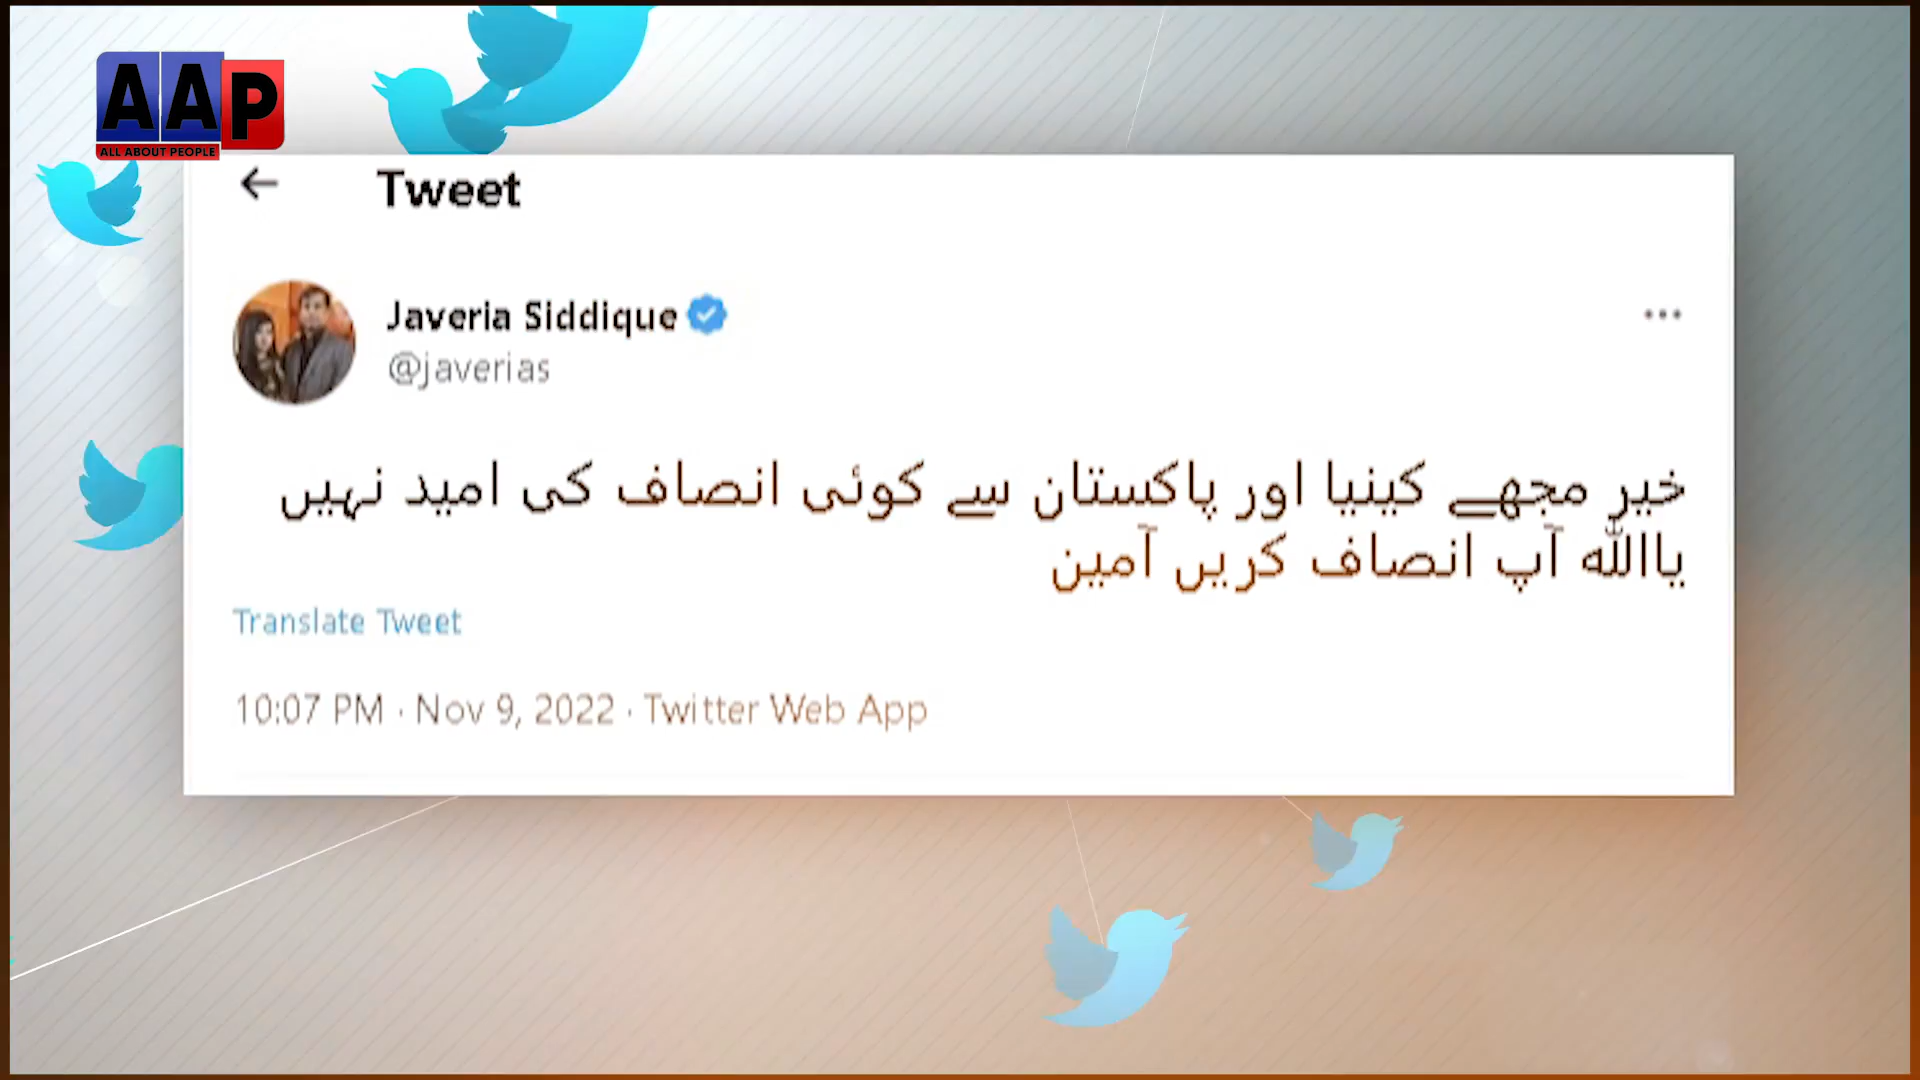 AAP
ALL ABOUT PEOPLE
Tweet
Javeria Siddique
@javerias
خیر مجھے کینیا اور پاکستان سے کوئی انصاف کی امید نہیں
یااللہ آپ انصاف کریں آمین
Translate Tweet
10:07 PM · Nov 9, 2022 · Twitter Web App